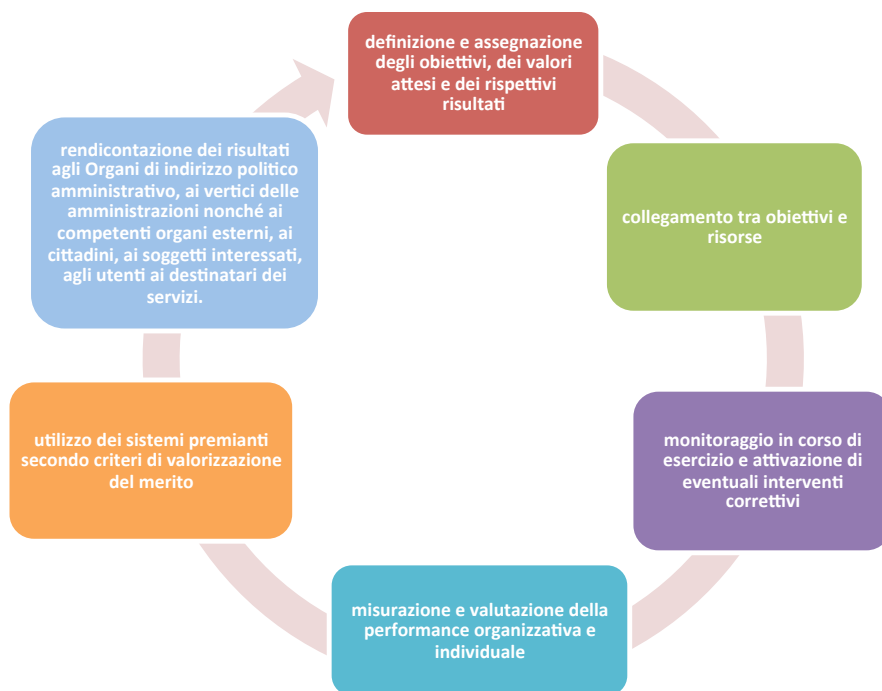 definizione e assegnazione
degli obiettivi, dei valori
attesi e dei rispettivi
risultati
collegamento tra obiettivi e
risorse
monitoraggio in corso di
esercizio e attivazione di
eventuali interventi
correttivi
misurazione e valutazione della
performance organizzativa e
individuale
utilizzo dei sistemi premianti
secondo criteri di valorizzazione
del merito
rendicontazione dei risultati
agli Organi di indirizzo politico
amministrativo, ai vertici delle
amministrazioni nonché ai
competenti organi esterni, ai
cittadini, ai soggetti interessati,
agli utenti ai destinatari dei
servizi.